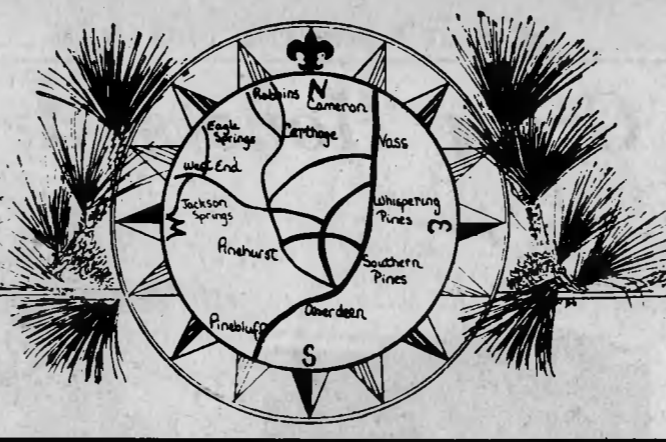 N
Robbins
Cameron
Eagle
Springs
Carthage
Vass
West End
Jackson
Springs
Whispering
Pines
W
E
Pinehurst
Southern
Pines
Aberdeen
Pinebluff
S